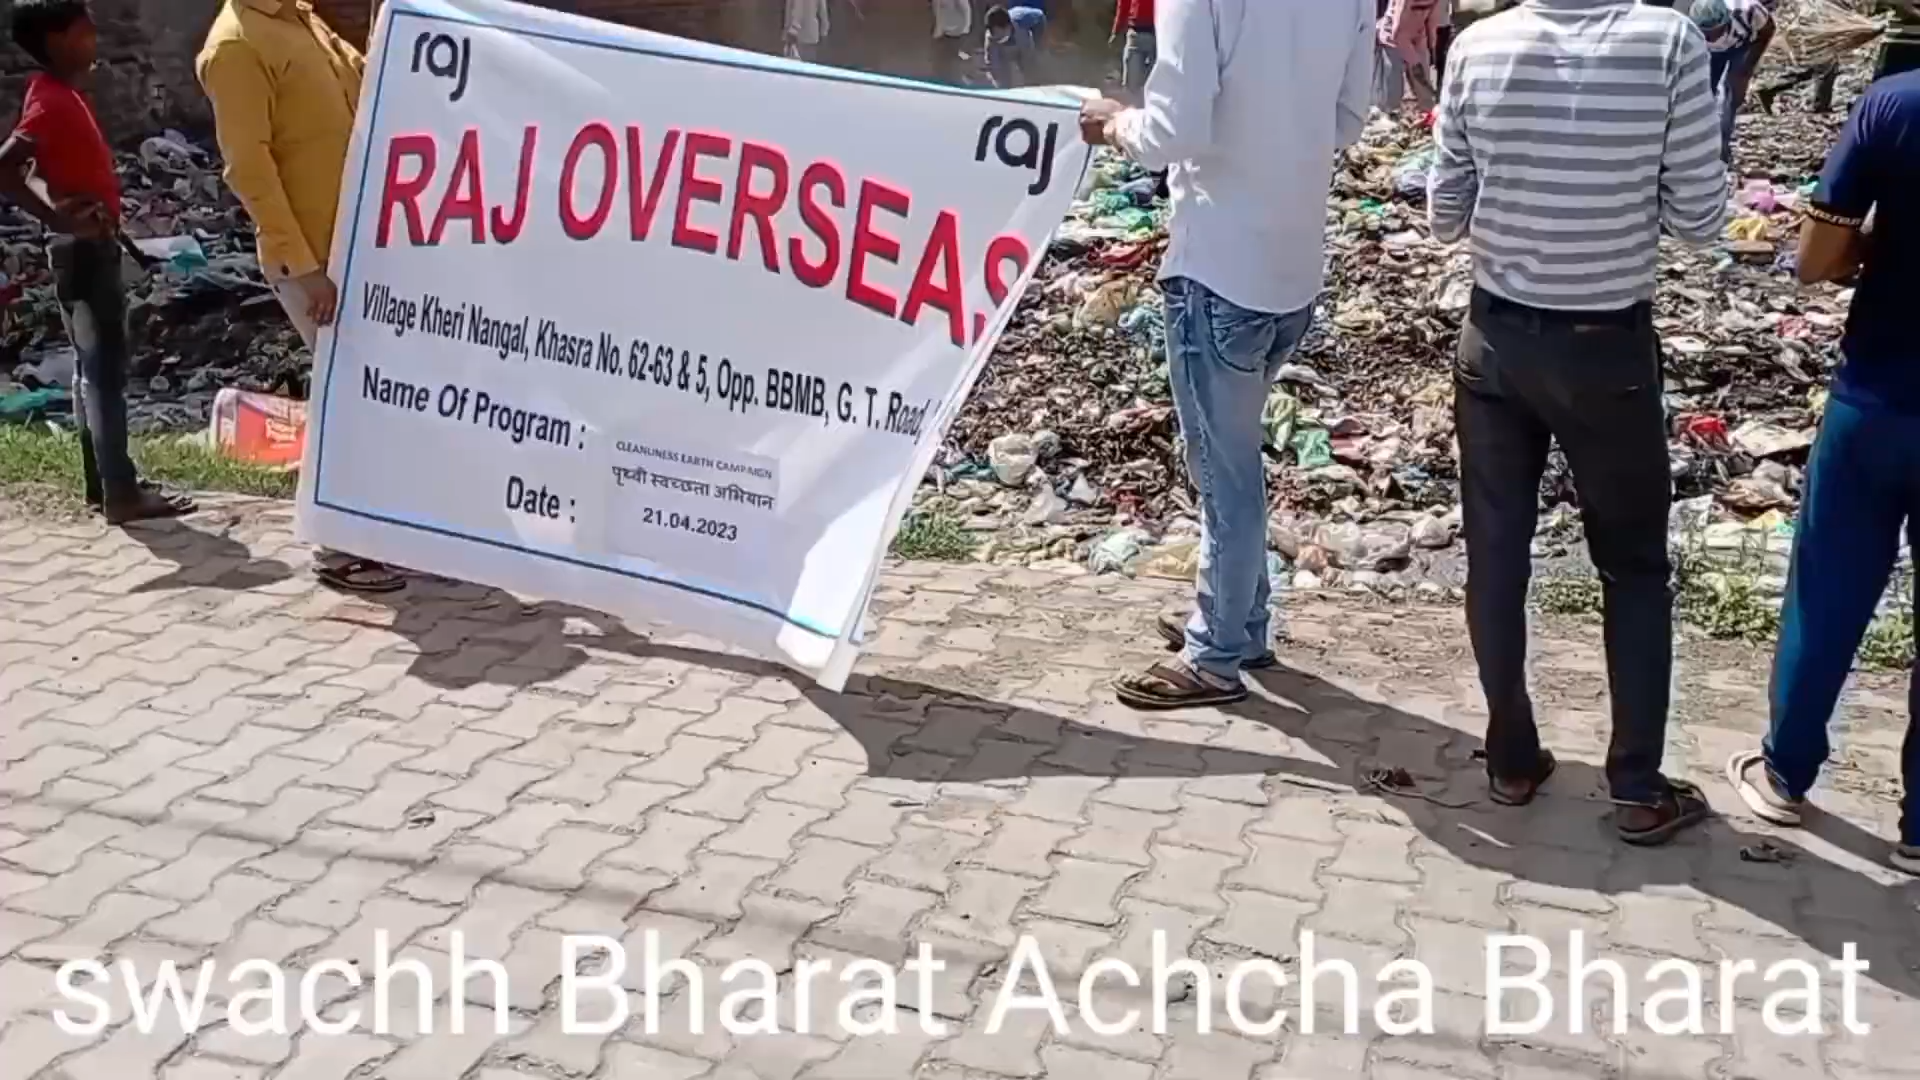 raj
raj
RAJ OVERSEAS
Village Kheri Nangal, Khasra No. 62-63 & 5, Opp. BBMB, G. T. Road,
Name Of Program :
CLEANLINESS EARTH CAMPAIGN
पृथ्वी स्वच्छता अभियान
Date :
21.04.2023
swachh Bharat Achcha Bharat